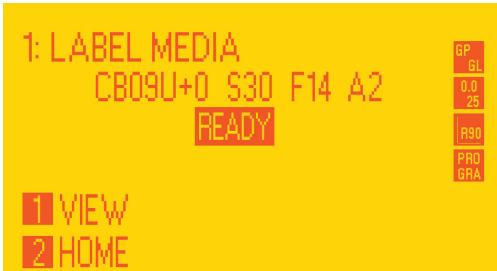 1: LABEL MEDIA
CB09U+0 S30 F14 A2
READY
GP
GL
0.0
25
R90
PRO
GRA
1 VIEW
2 HOME